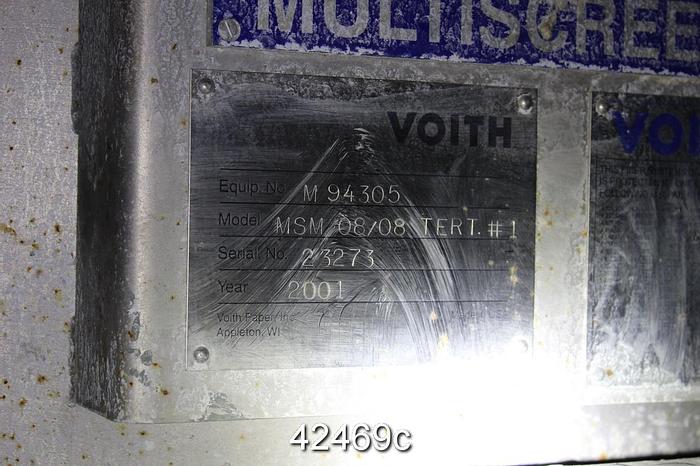 MULTISCREE
VOITH
Equip. No. M 94305
Model MSM 08/08 TERT. #1
Serial No. 23273
Year 2001
Voith Paper, Inc.
Appleton, WI
VOI
42469c